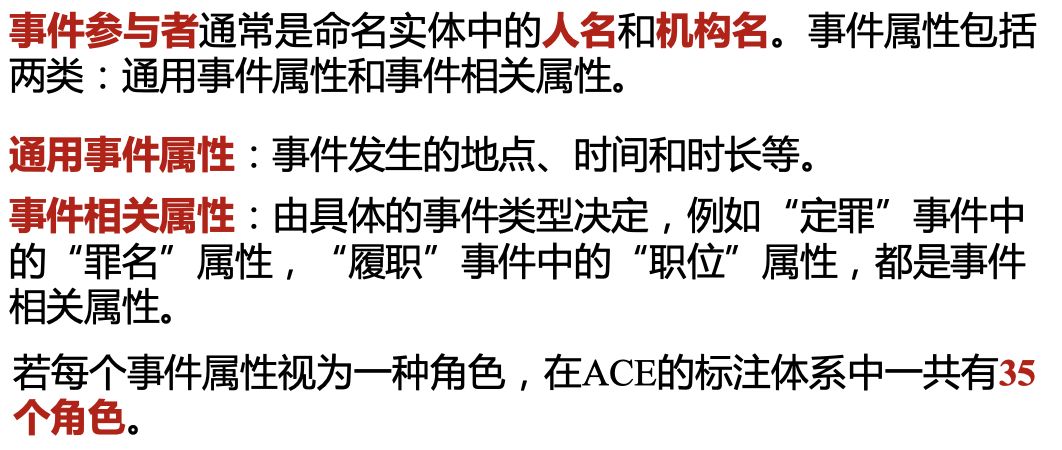 事件参与者通常是命名实体中的人名和机构名。事件属性包括
两类：通用事件属性和事件相关属性。
通用事件属性：事件发生的地点、时间和时长等。
事件相关属性：由具体的事件类型决定，例如“定罪”事件中
的“罪名”属性，“履职”事件中的“职位”属性，都是事件
相关属性。
若每个事件属性视为一种角色，在ACE的标注体系中一共有35
个角色。